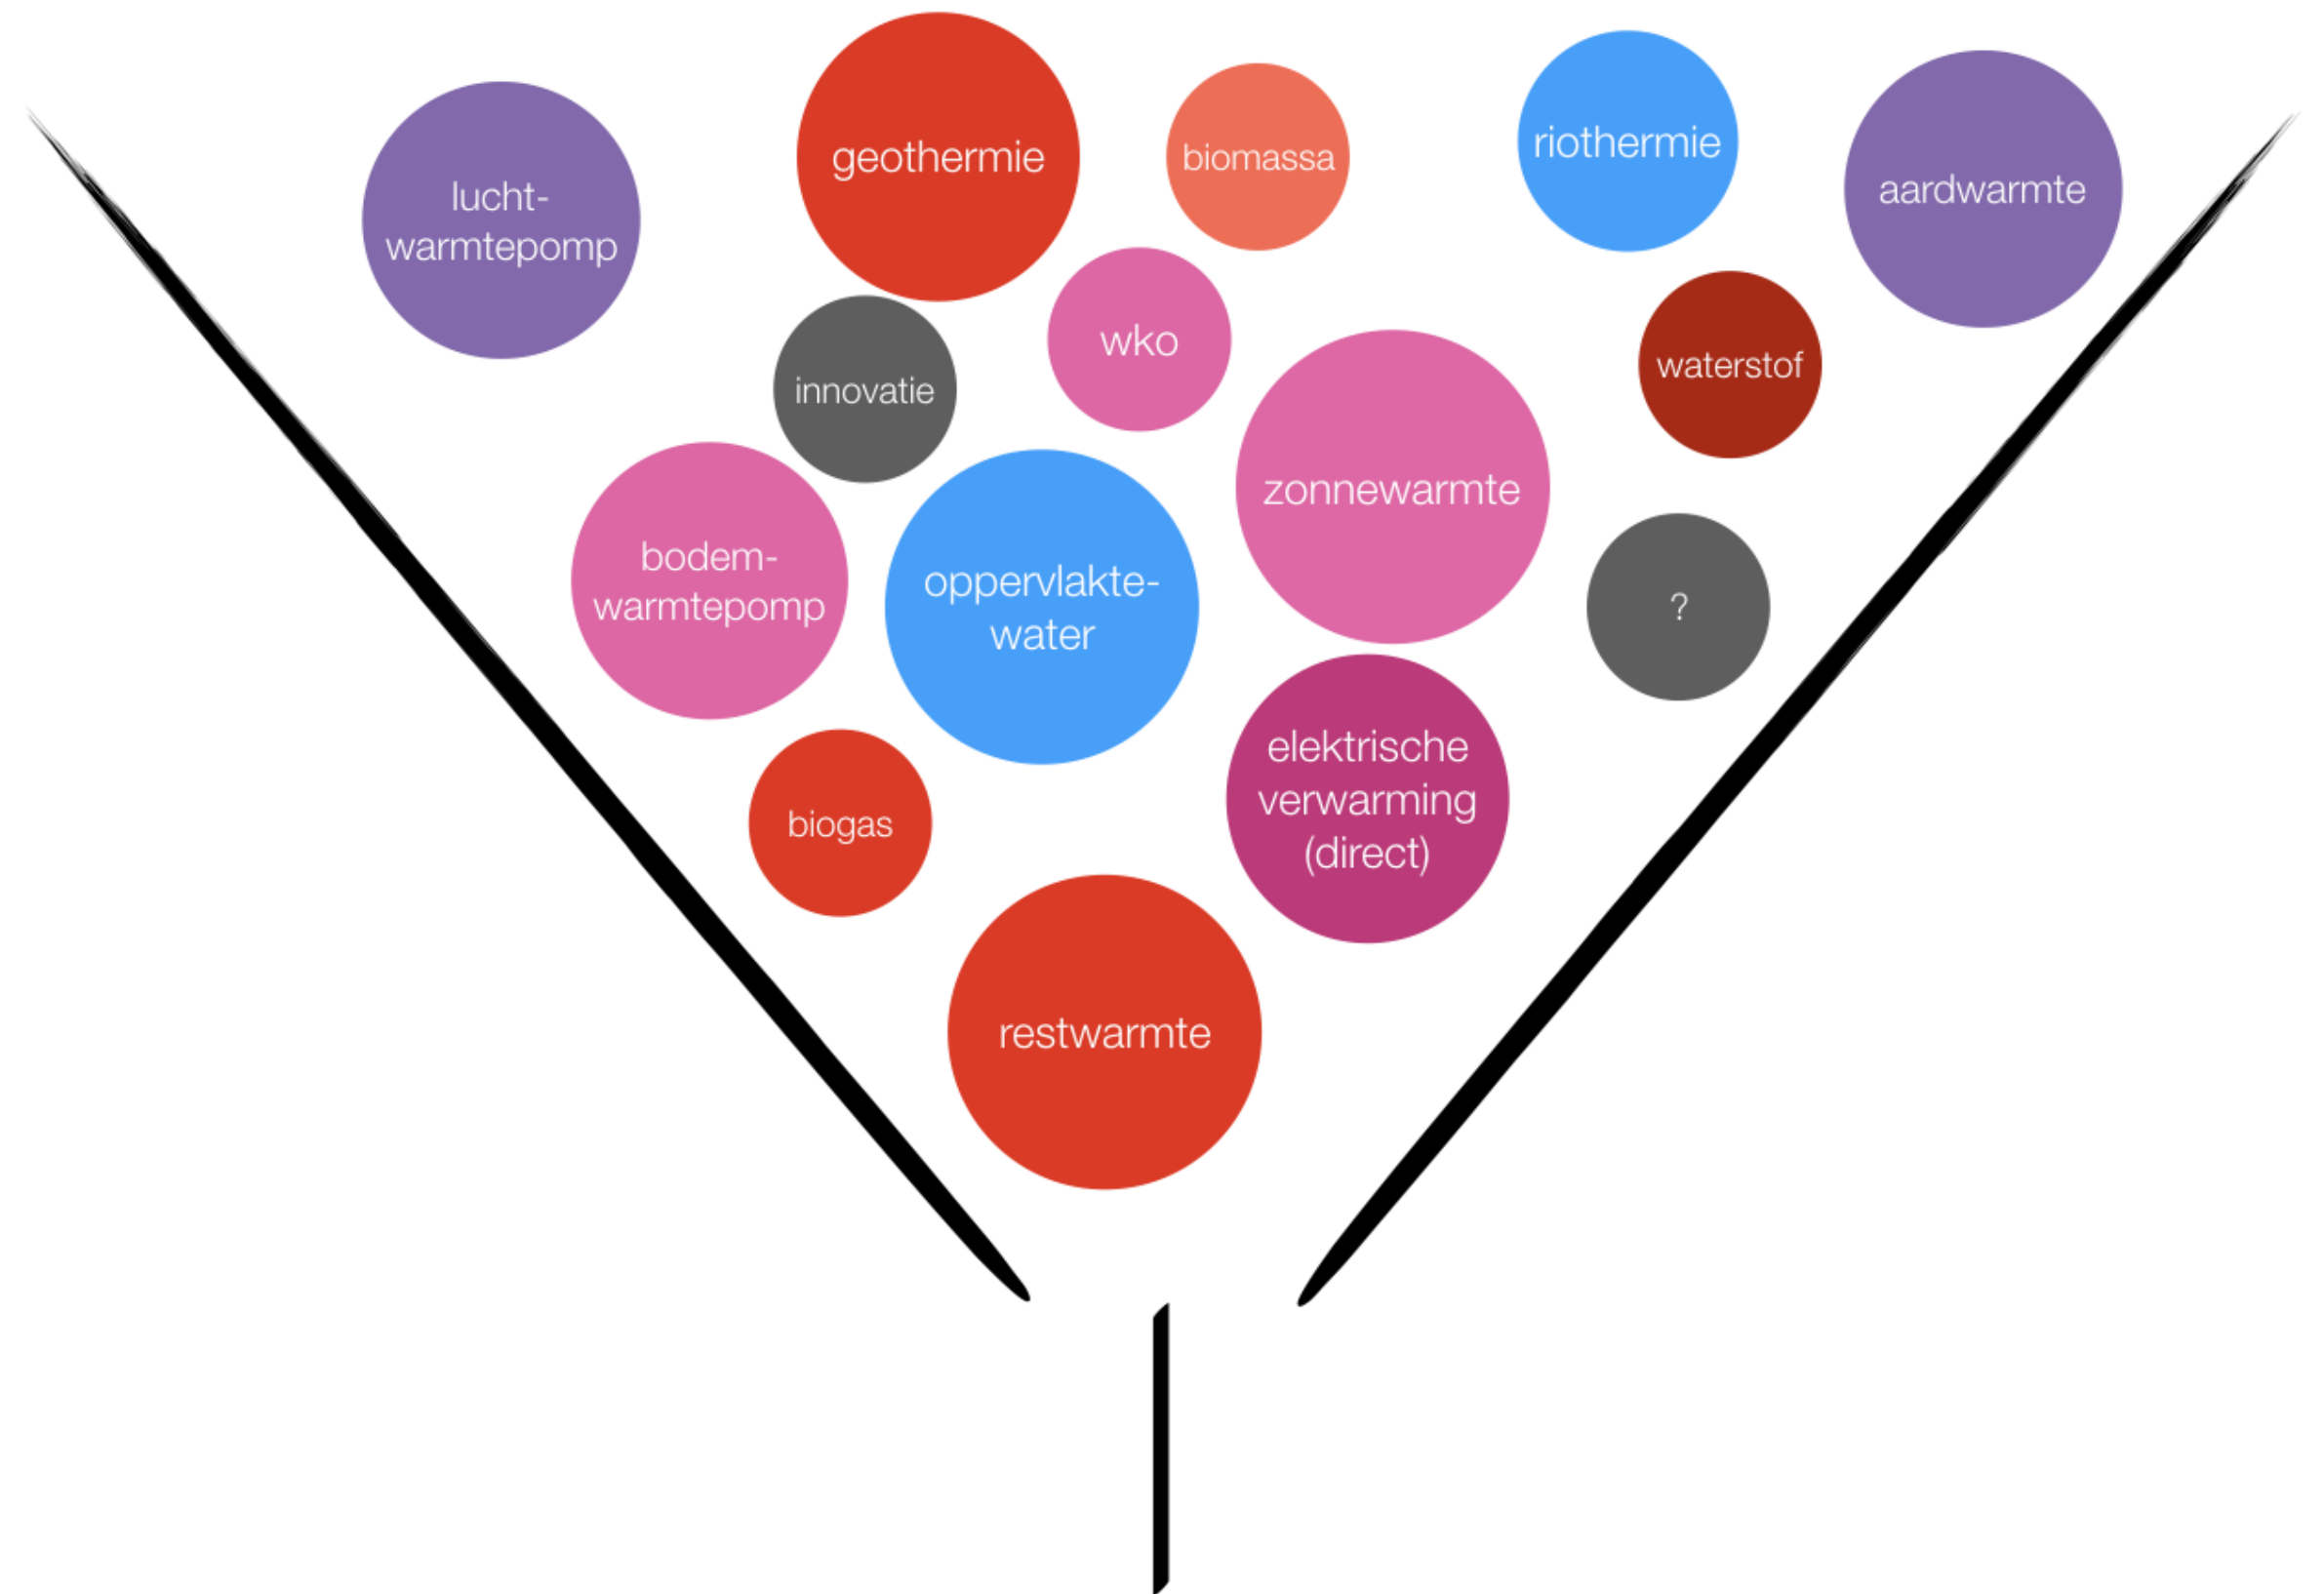 geothermie
biomassa
riothermie
aardwarmte
lucht-
warmtepomp
wko
waterstof
innovatie
zonnewarmte
bodem-
warmtepomp
oppervlakte-
water
?
elektrische
verwarming
(direct)
biogas
restwarmte